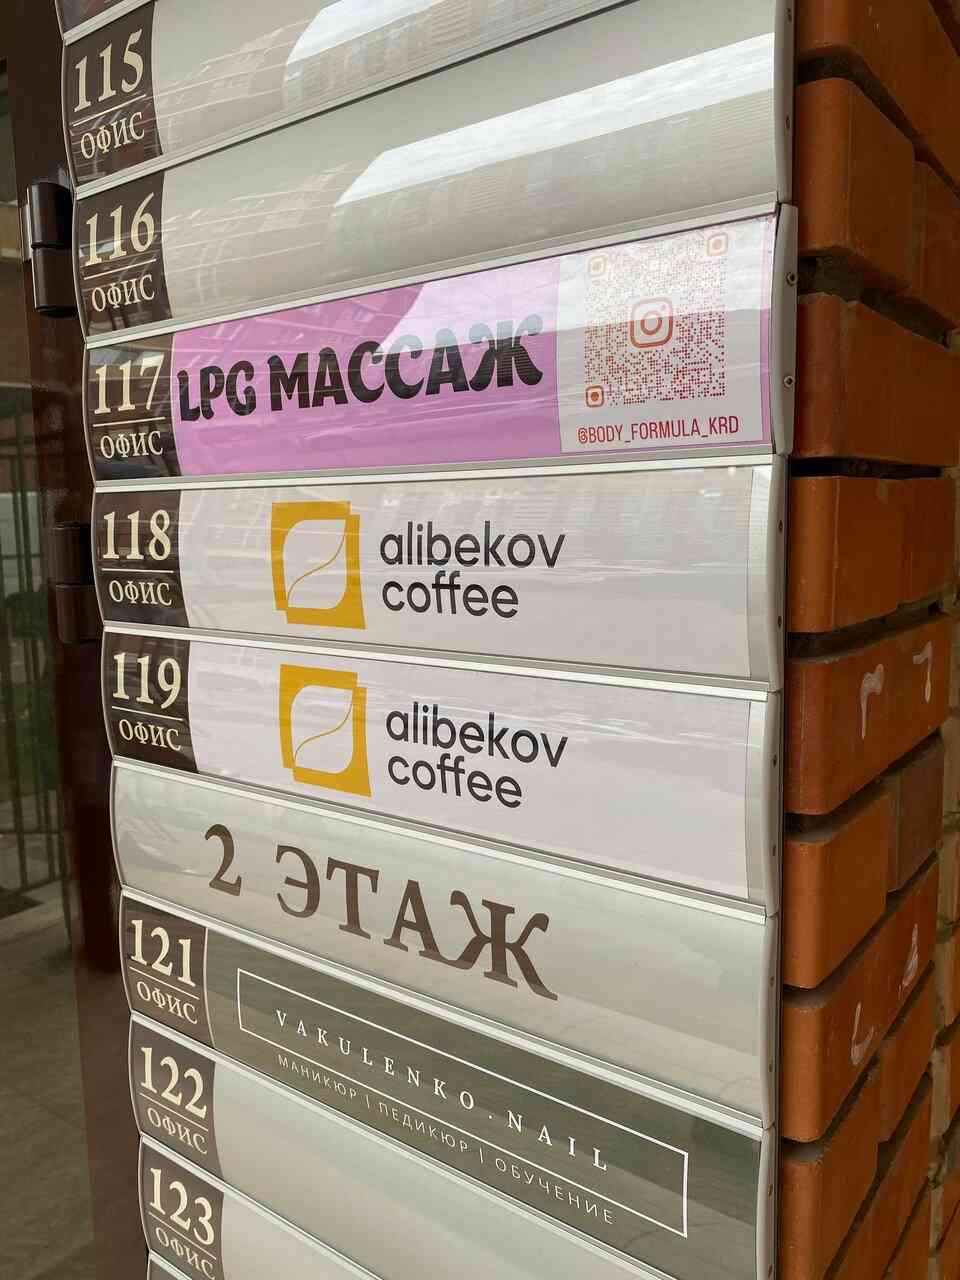 115
ОФИС
116
ОФИС
117
ОФИС
LPG МАССАЖ
@BODY_FORMULA_KRD
118
ОФИС
alibekov
coffee
119
ОФИС
alibekov
coffee
2 ЭТАЖ
121
ОФИС
VAKULENKO.NAIL
МАНИКЮР | ПЕДИКЮР | ОБУЧЕНИЕ
122
ОФИС
123
ОФИС